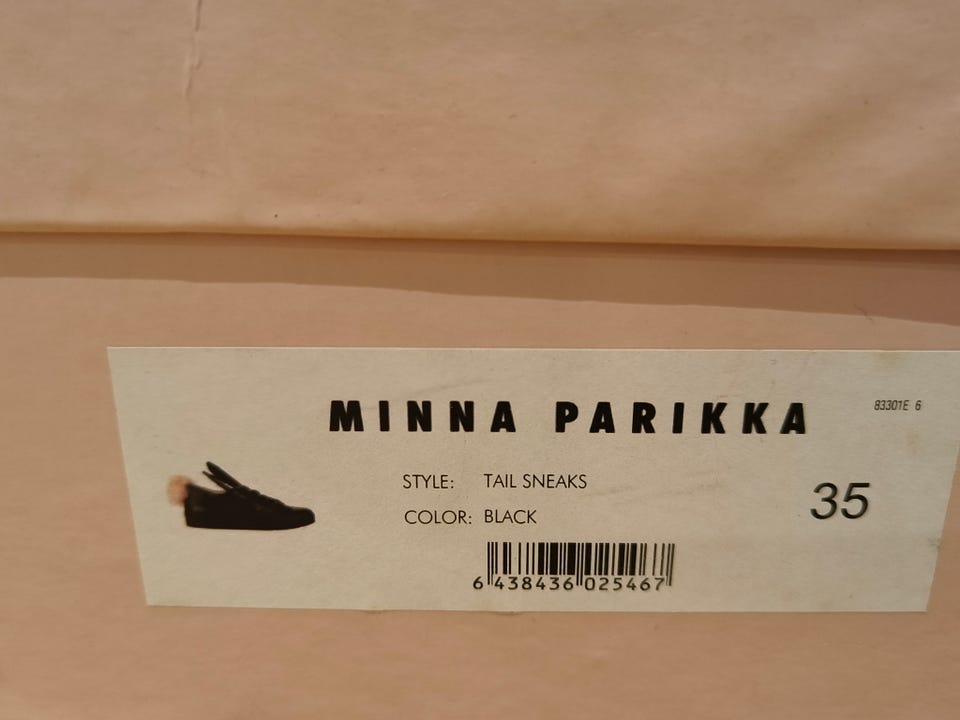 MINNA PARIKKA
83301E 6
STYLE: TAIL SNEAKS
COLOR: BLACK
35
6 438436 025467